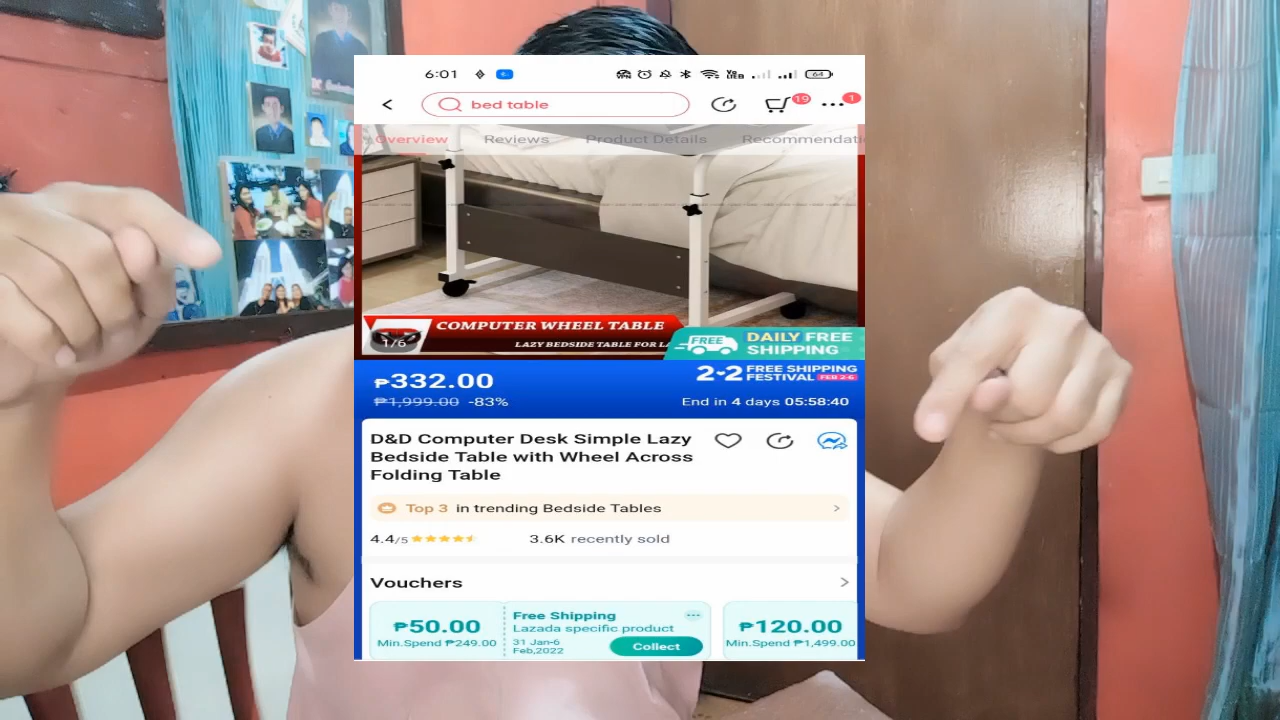 6:01
64
bed table
19
1
Overview Reviews Product Details Recommendati
COMPUTER WHEEL TABLE
1/6
LAZY BEDSIDE TABLE FOR LA
FREE
DAILY FREE
SHIPPING
₱332.00
2·2 FREE SHIPPING
FESTIVAL FEB 2-6
₱1,999.00 -83%
End in 4 days 05:58:40
D&D Computer Desk Simple Lazy
Bedside Table with Wheel Across
Folding Table
Top 3 in trending Bedside Tables
4.4/5
3.6K recently sold
Vouchers
₱50.00
Min.Spend ₱249.00
Free Shipping
Lazada specific product
31 Jan-6
Feb,2022
Collect
₱120.00
Min.Spend ₱1,499.00